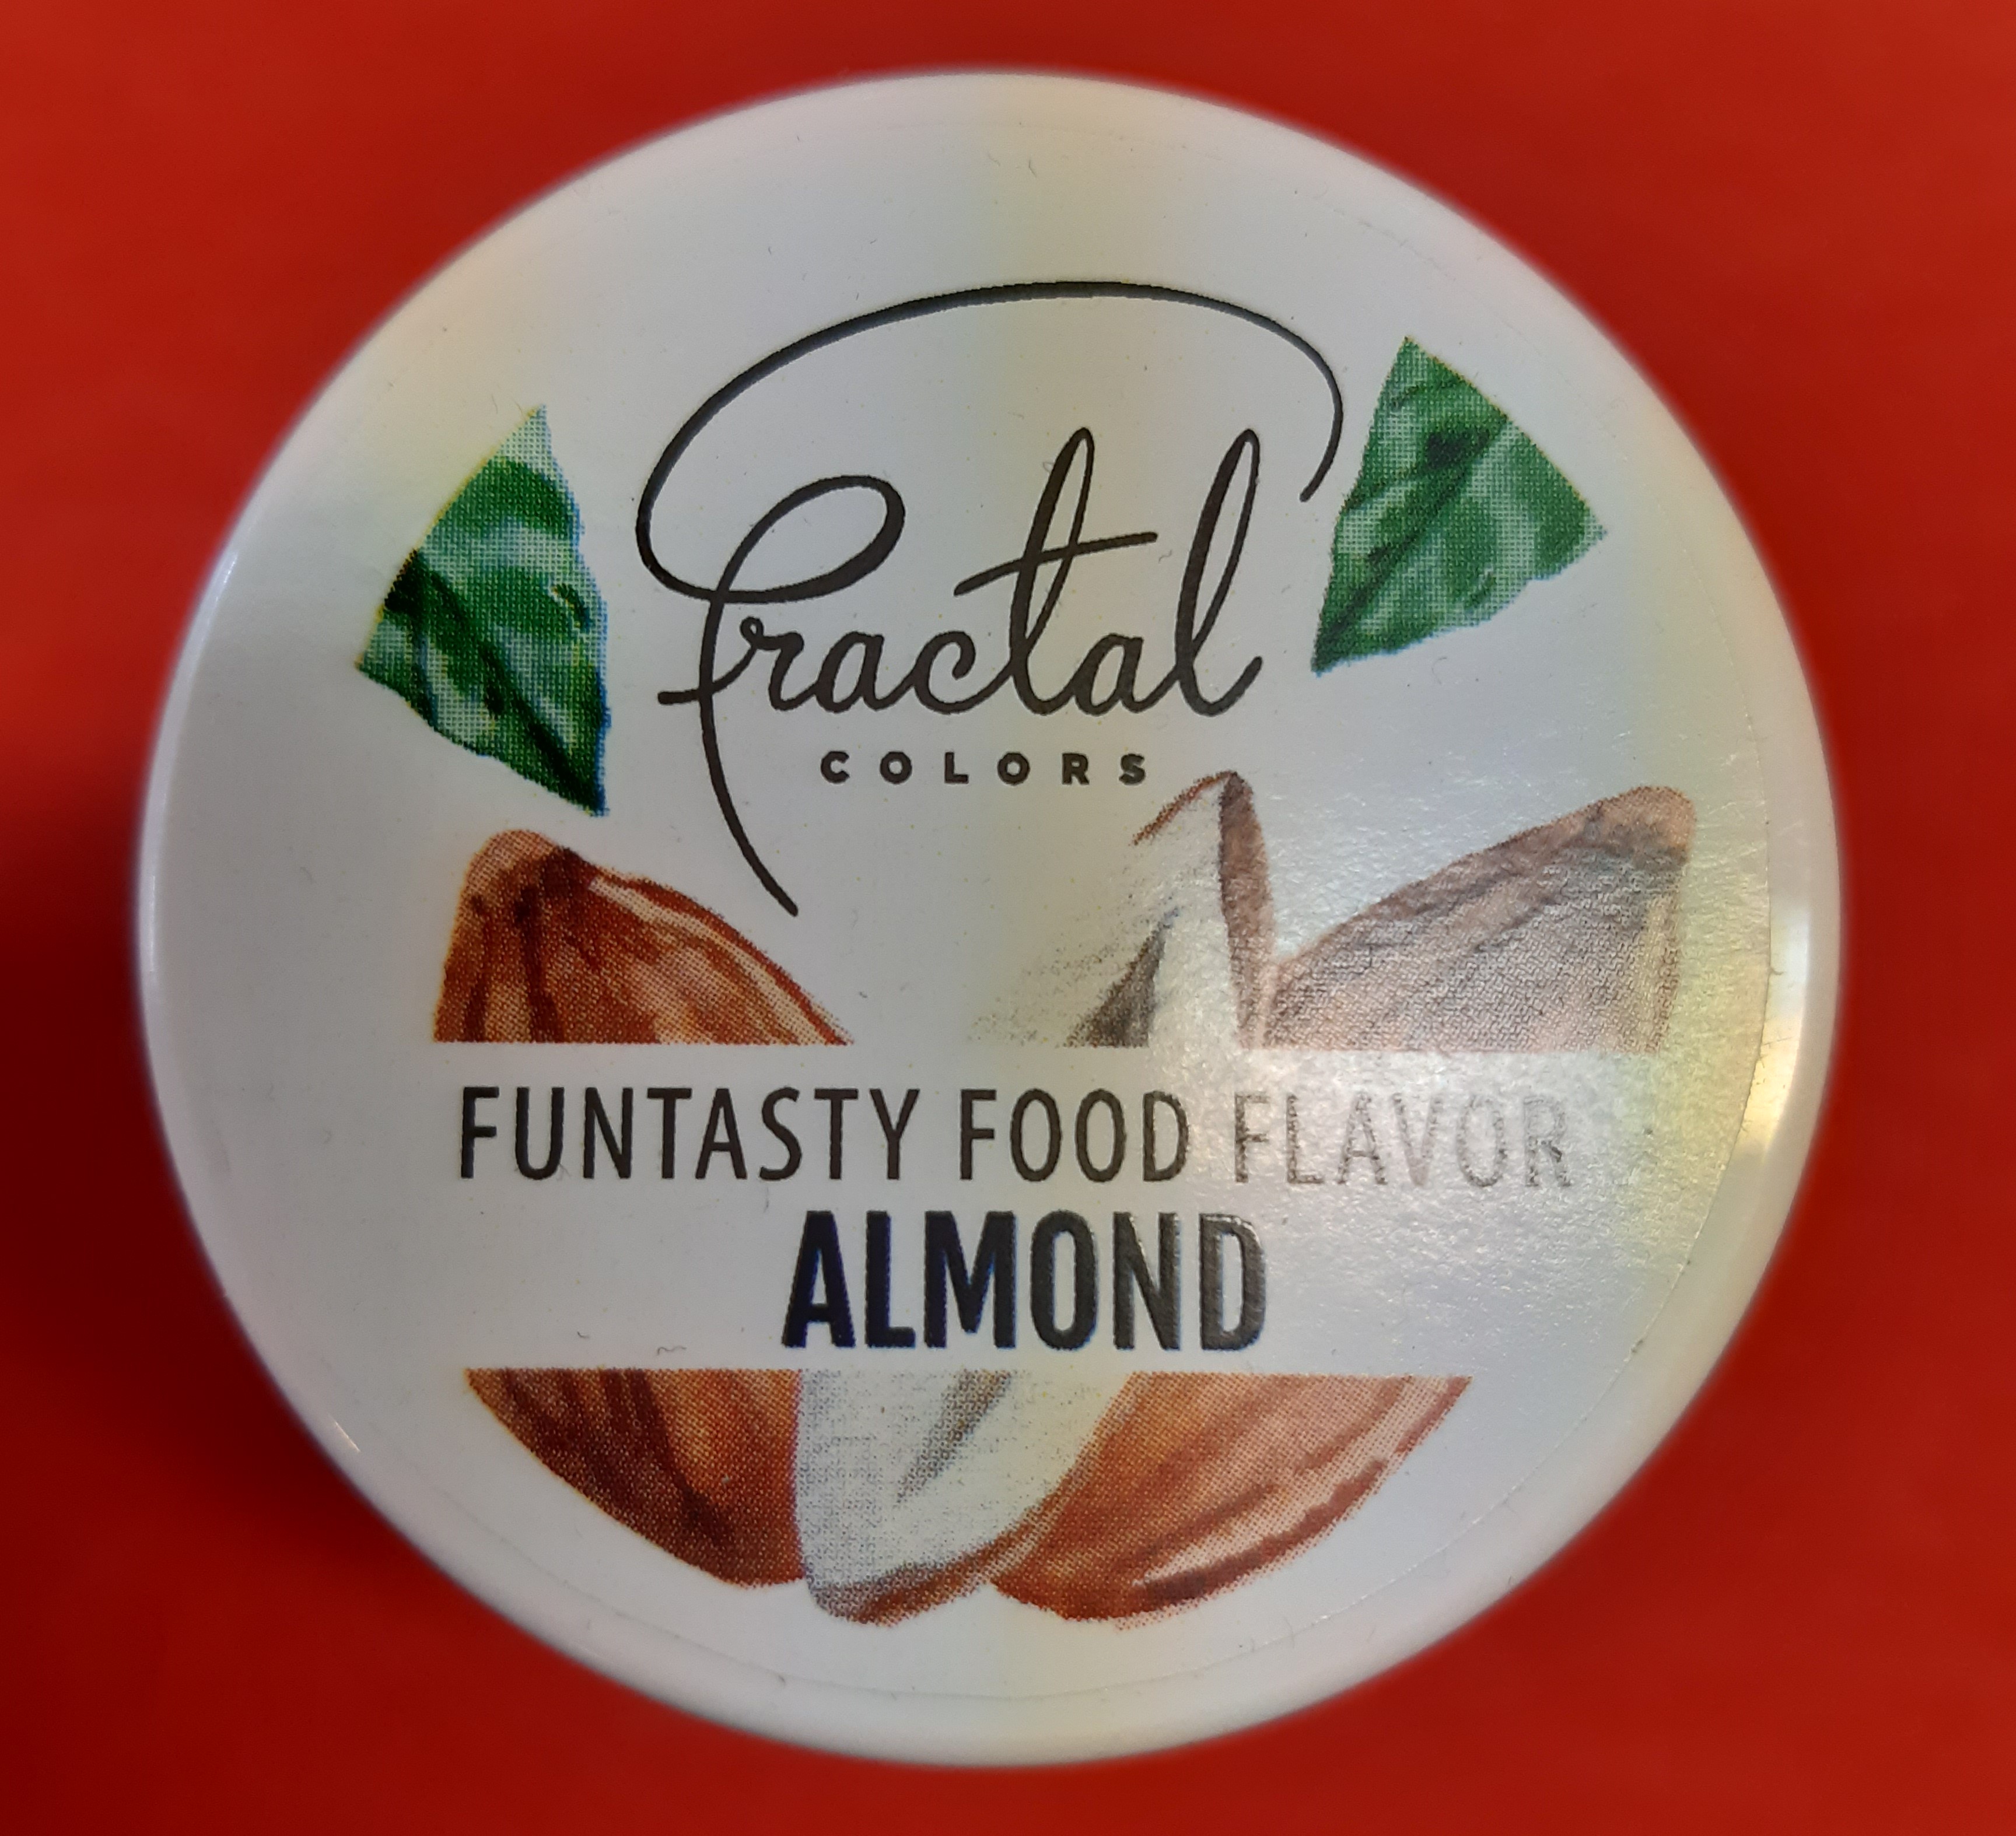 Fractal
COLORS
FUNTASTY FOOD FLAVOR
ALMOND